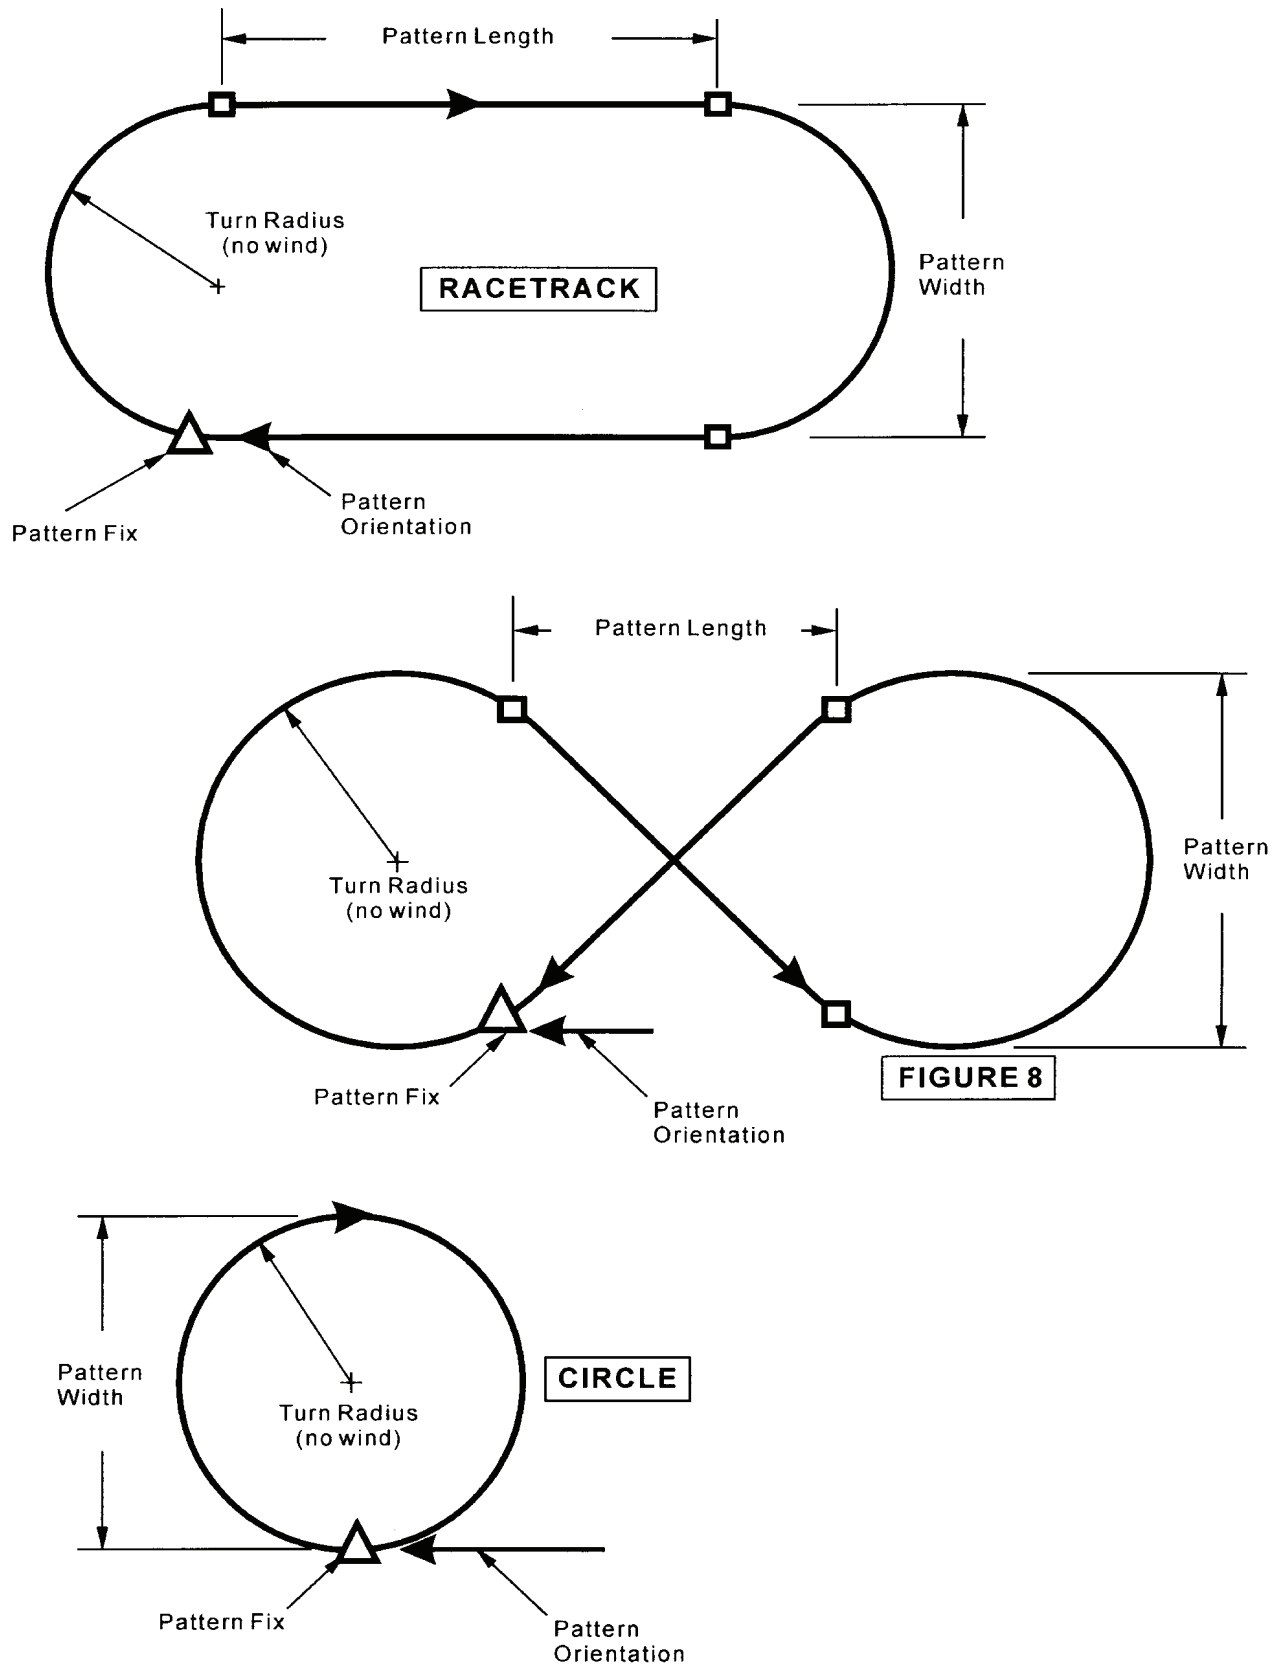 Pattern Length
Turn Radius
(no wind)
RACETRACK
Pattern
Width
Pattern
Orientation
Pattern Fix
Pattern Length
Pattern
Width
Turn Radius
(no wind)
FIGURE 8
Pattern Fix
Pattern
Orientation
Pattern
Width
CIRCLE
Turn Radius
(no wind)
Pattern Fix
Pattern
Orientation